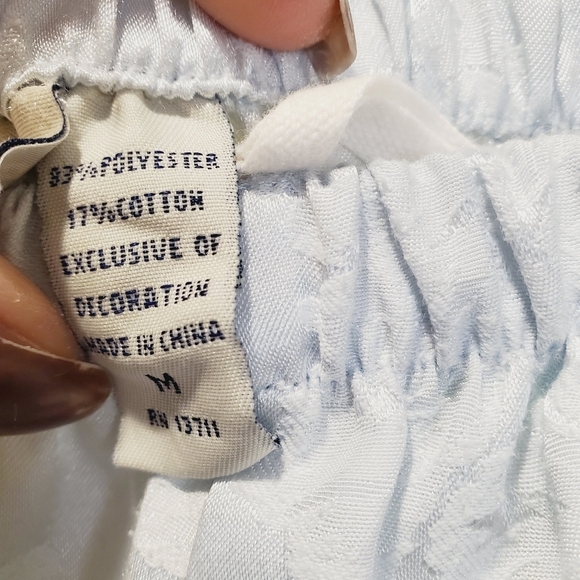 83%POLYESTER
17%COTTON
EXCLUSIVE OF
DECORATION
MADE IN CHINA
M
RN 13711